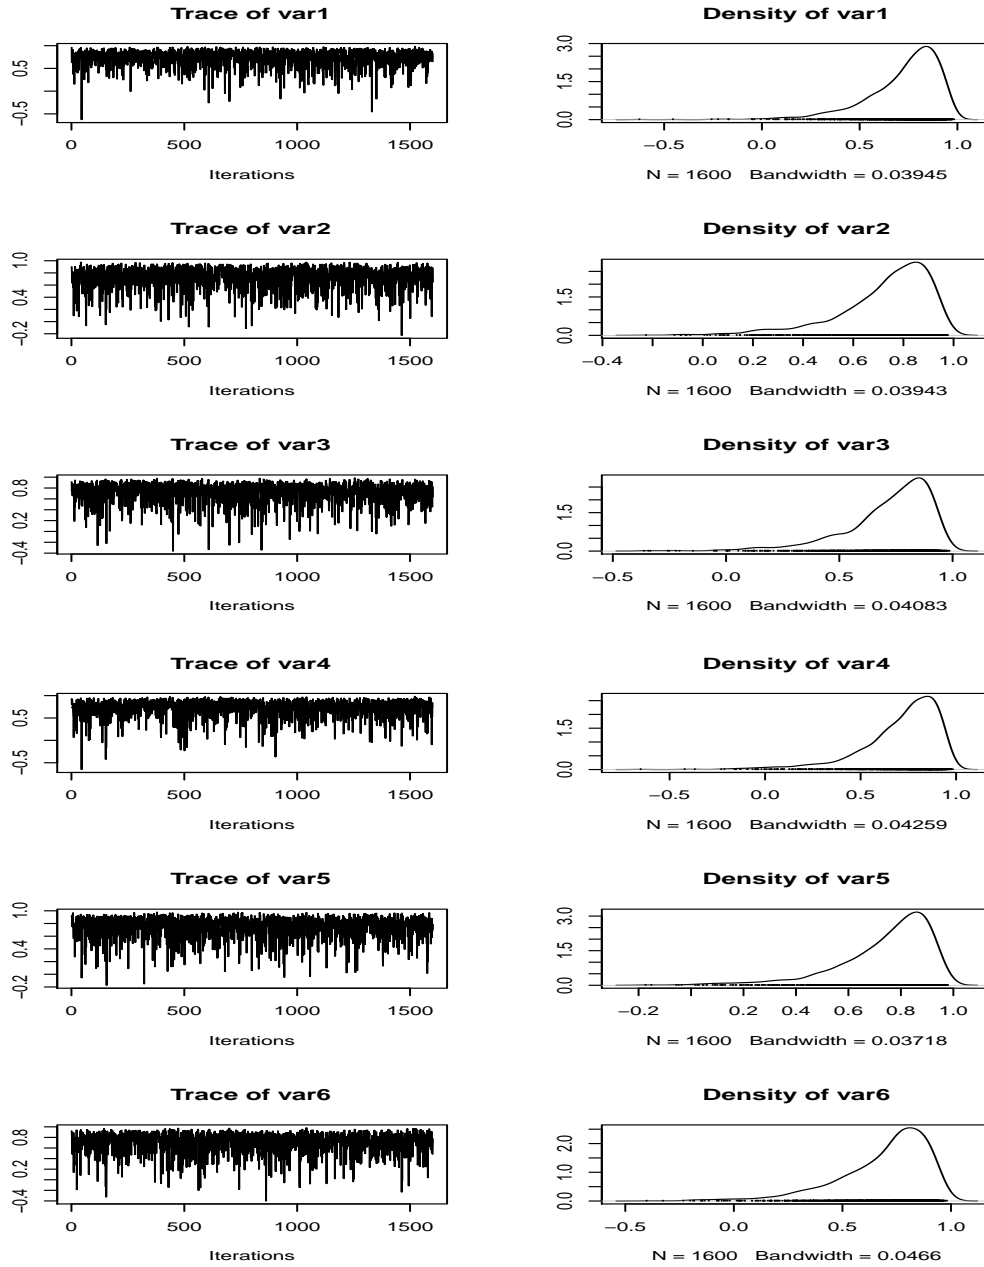 Trace of var1
0.5
−0.5
0 500 1000 1500
Iterations
Density of var1
3.0
1.5
0.0
−0.5 0.0 0.5 1.0
N = 1600 Bandwidth = 0.03945
Trace of var2
1.0
0.4
−0.2
0 500 1000 1500
Iterations
Density of var2
1.5
0.0
−0.4 0.0 0.2 0.4 0.6 0.8 1.0
N = 1600 Bandwidth = 0.03943
Trace of var3
0.8
0.2
−0.4
0 500 1000 1500
Iterations
Density of var3
1.5
0.0
−0.5 0.0 0.5 1.0
N = 1600 Bandwidth = 0.04083
Trace of var4
0.5
−0.5
0 500 1000 1500
Iterations
Density of var4
1.5
0.0
−0.5 0.0 0.5 1.0
N = 1600 Bandwidth = 0.04259
Trace of var5
1.0
0.4
−0.2
0 500 1000 1500
Iterations
Density of var5
3.0
1.5
0.0
−0.2 0.2 0.4 0.6 0.8 1.0
N = 1600 Bandwidth = 0.03718
Trace of var6
0.8
0.2
−0.4
0 500 1000 1500
Iterations
Density of var6
2.0
1.0
0.0
−0.5 0.0 0.5 1.0
N = 1600 Bandwidth = 0.0466